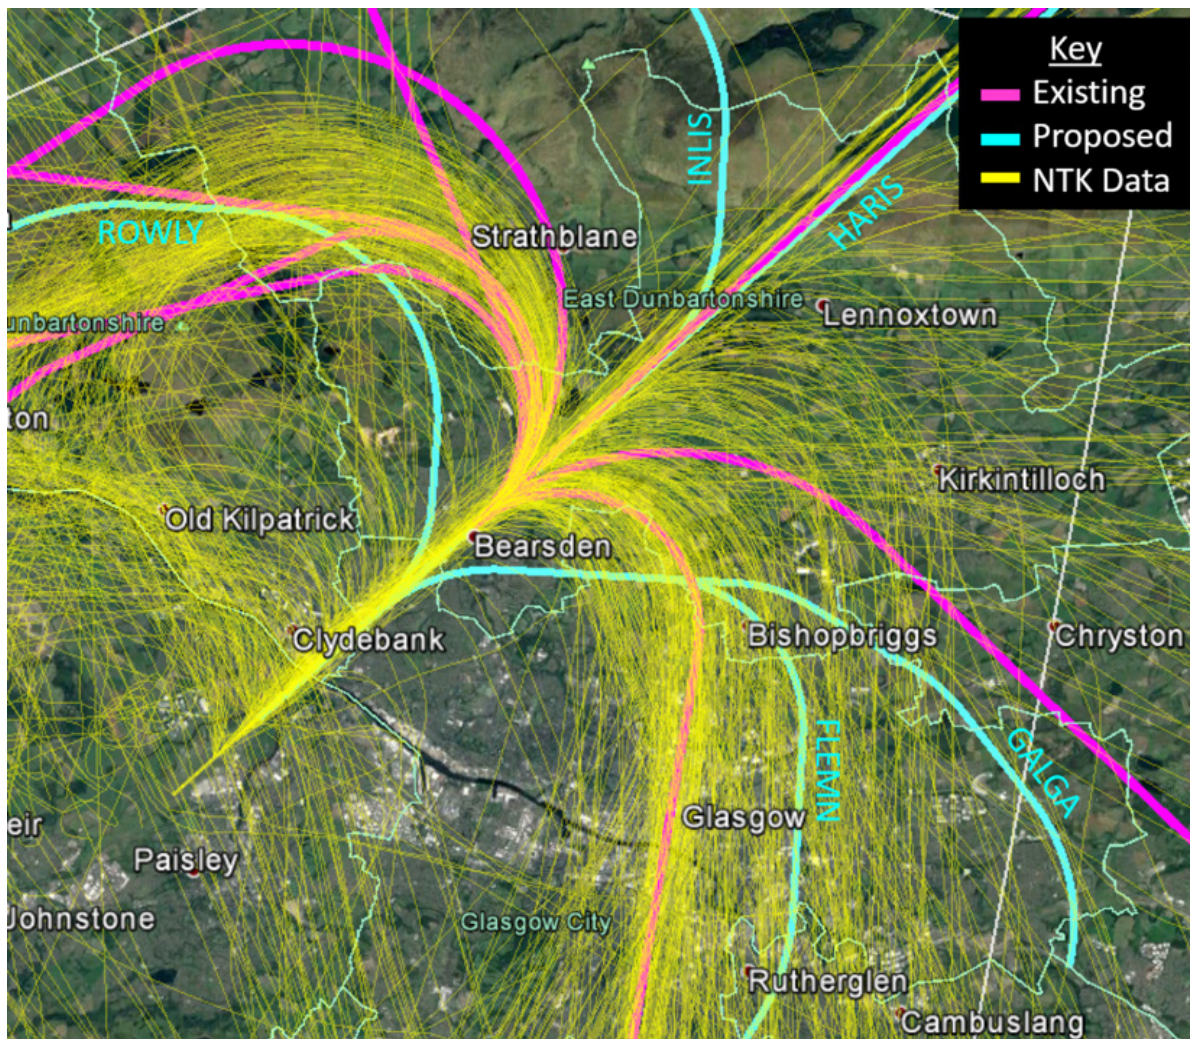 Key
Existing
Proposed
NTK Data
INLIS
HARIS
ROWLY
Strathblane
East Dunbartonshire
Lennoxtown
unbartonshire
ton
Kirkintilloch
Old Kilpatrick
Bearsden
Clydebank
Bishopbriggs
Chryston
FLEMN
GALGA
Glasgow
eir
Paisley
Johnstone
Glasgow City
Rutherglen
Cambuslang